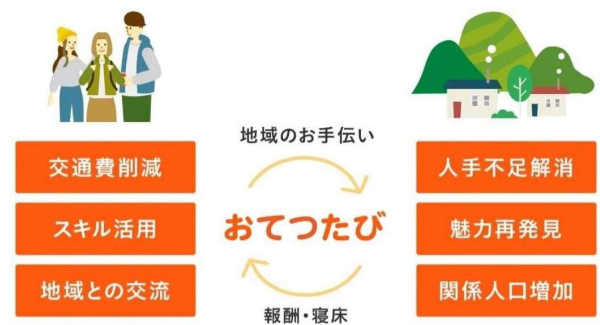 地域のお手伝い
交通費削減
スキル活用
地域との交流
おてつたび
人手不足解消
魅力再発見
関係人口増加
報酬・寝床